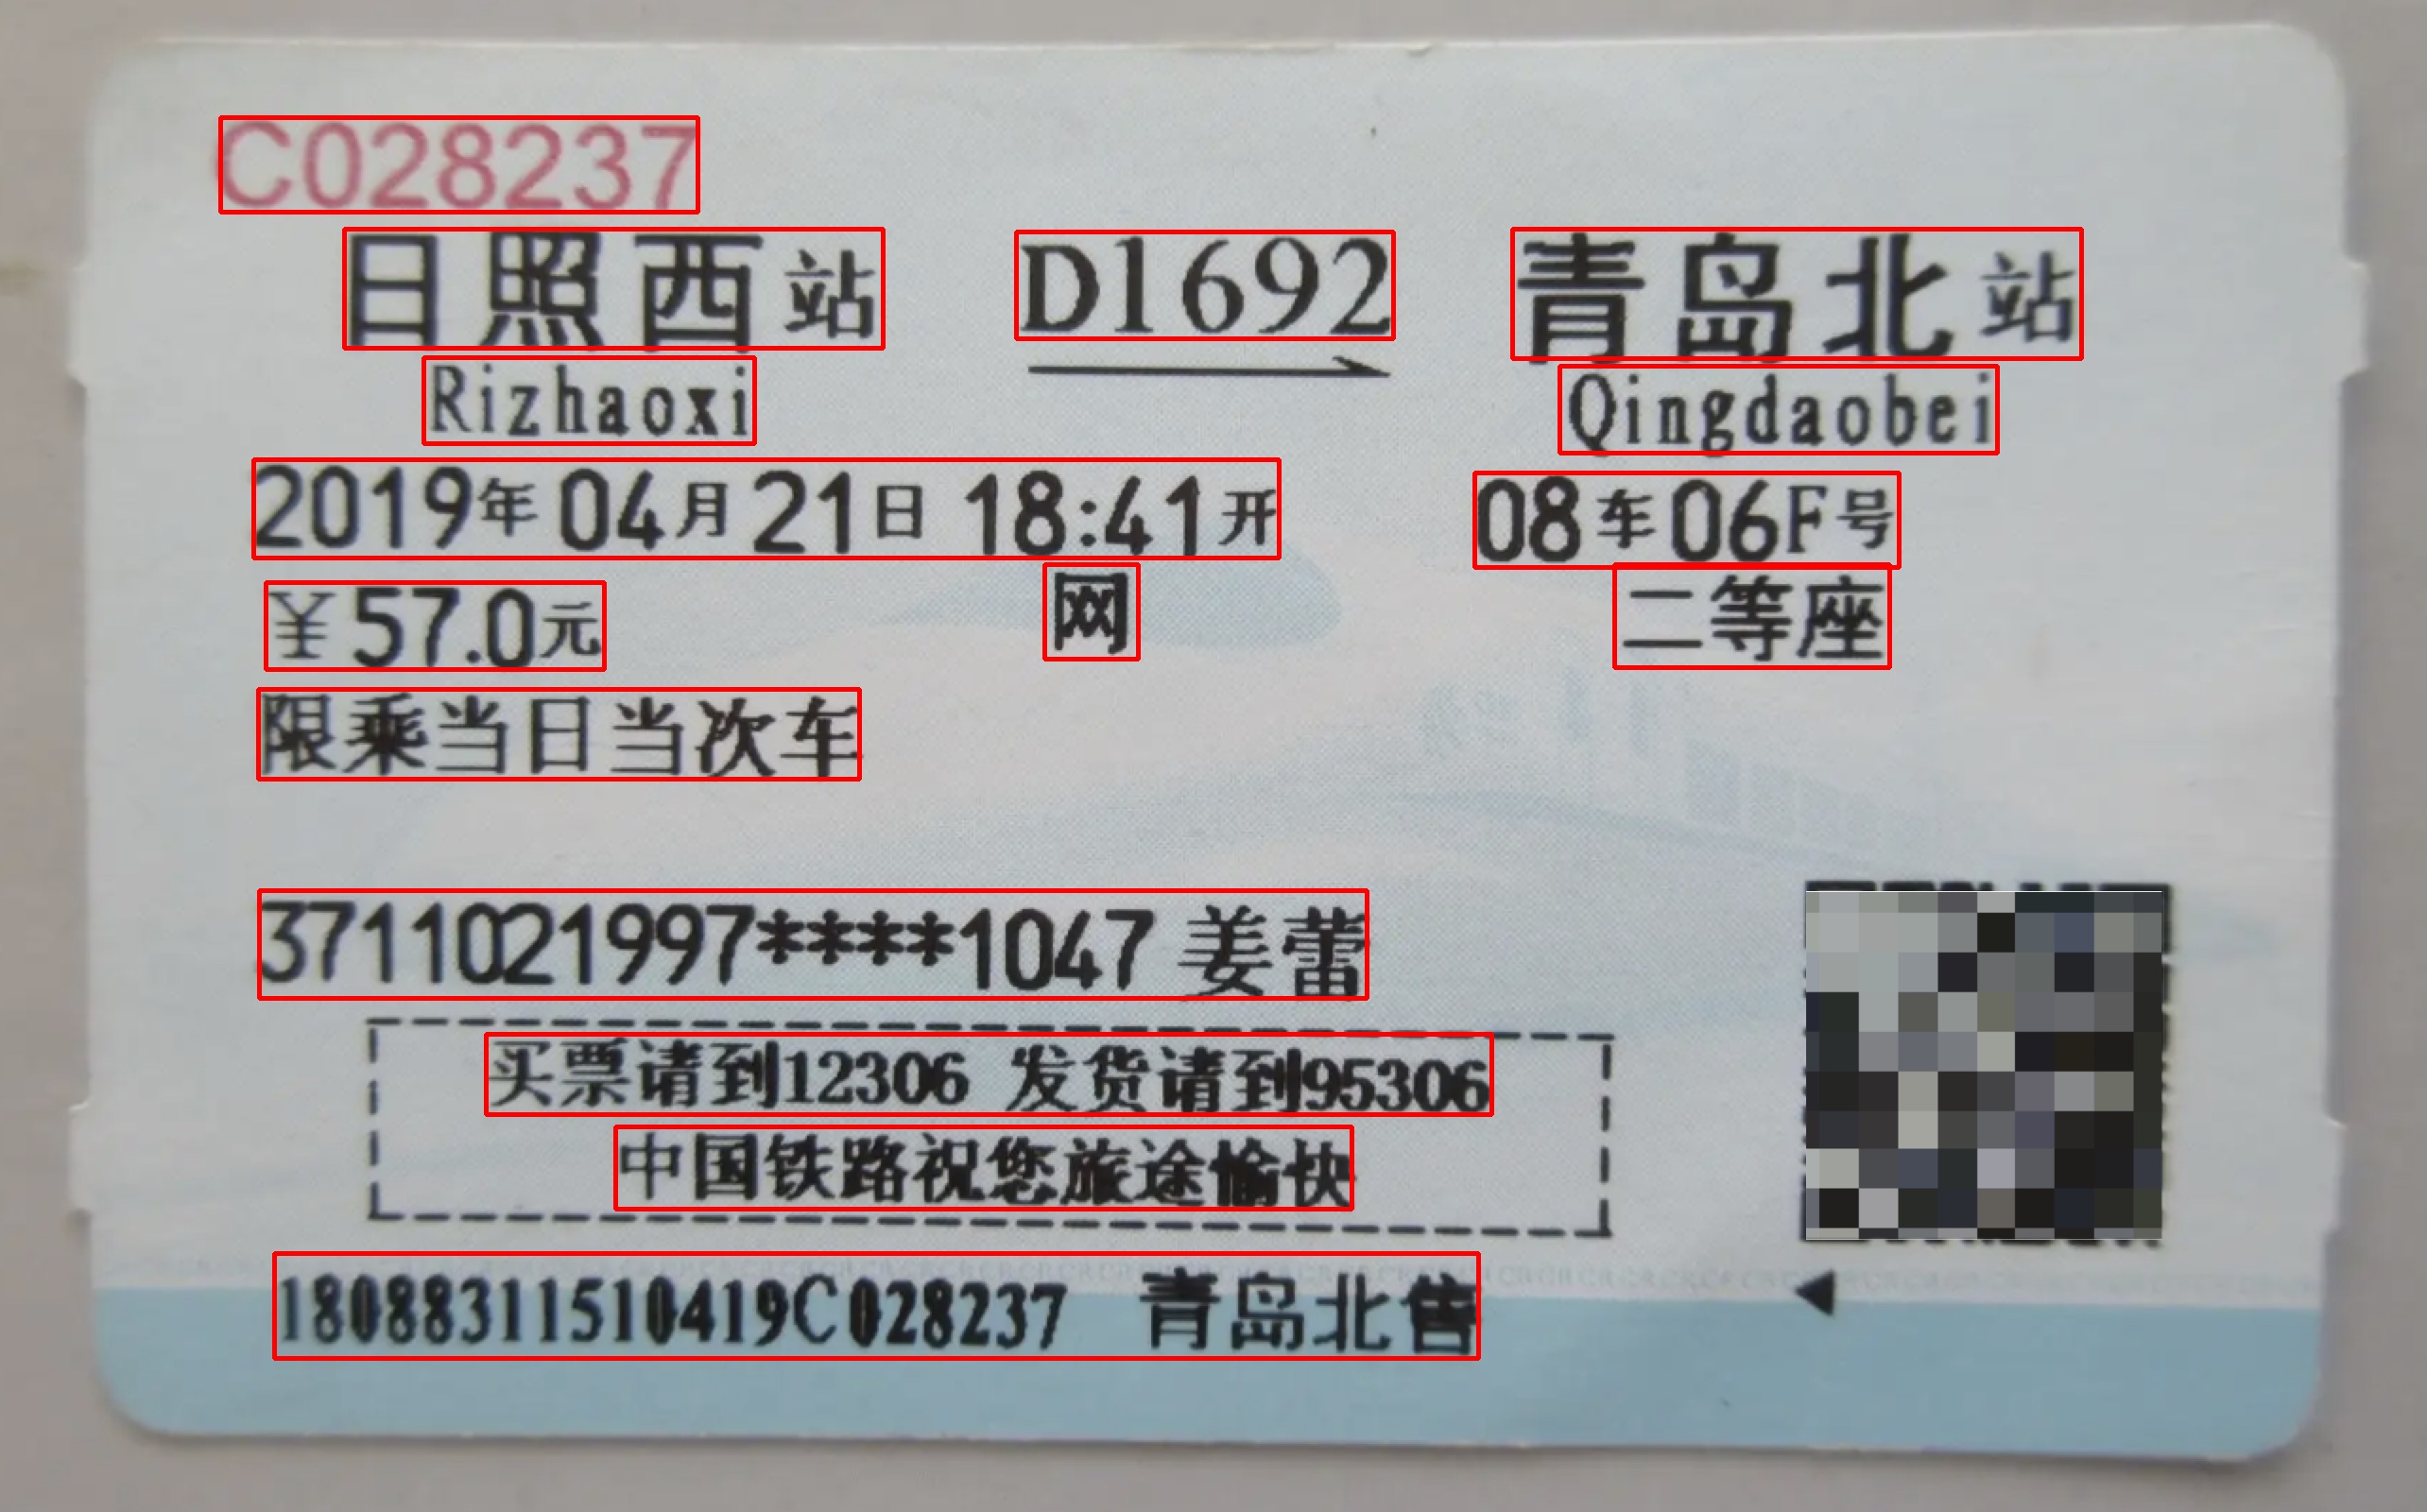 C028237
日照西站 D1692 青岛北站
Rizhaoxi Qingdaobei
2019年04月21日 18:41开 08车06F号
¥57.0元 网 二等座
限乘当日当次车
3711021997****1047 姜蕾
买票请到12306 发货请到95306
中国铁路祝您旅途愉快
18088311510419C028237 青岛北售